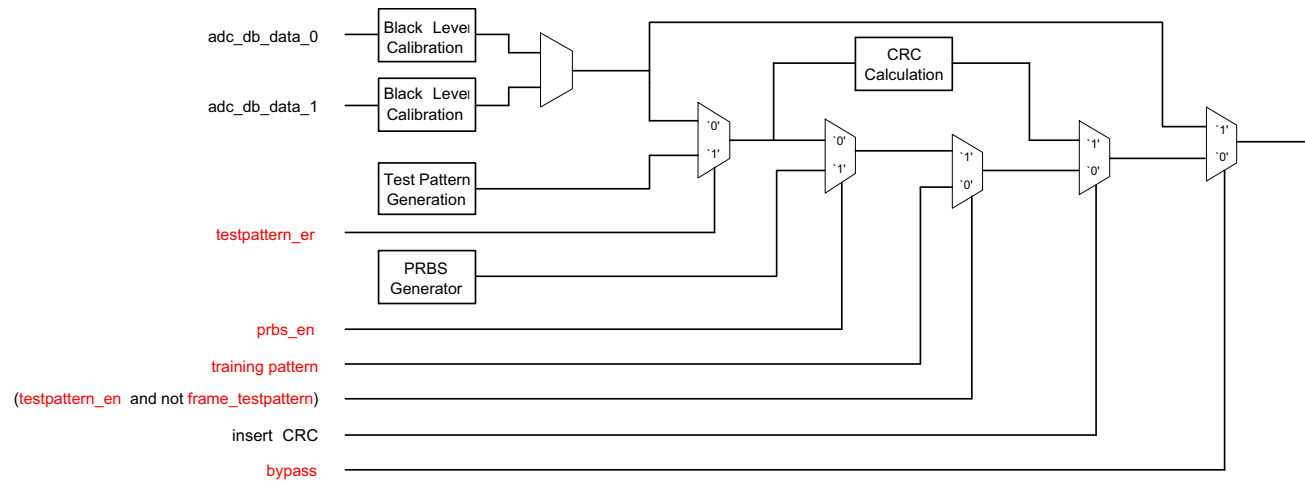 adc_db_data_0
Black Level
Calibration
adc_db_data_1
Black Level
Calibration
CRC
Calculation
`0'
`1'
`0'
`1'
`1'
`0'
`1'
`0'
`1'
`0'
Test Pattern
Generation
testpattern_er
PRBS
Generator
prbs_en
training pattern
(testpattern_en and not frame_testpattern)
insert CRC
bypass